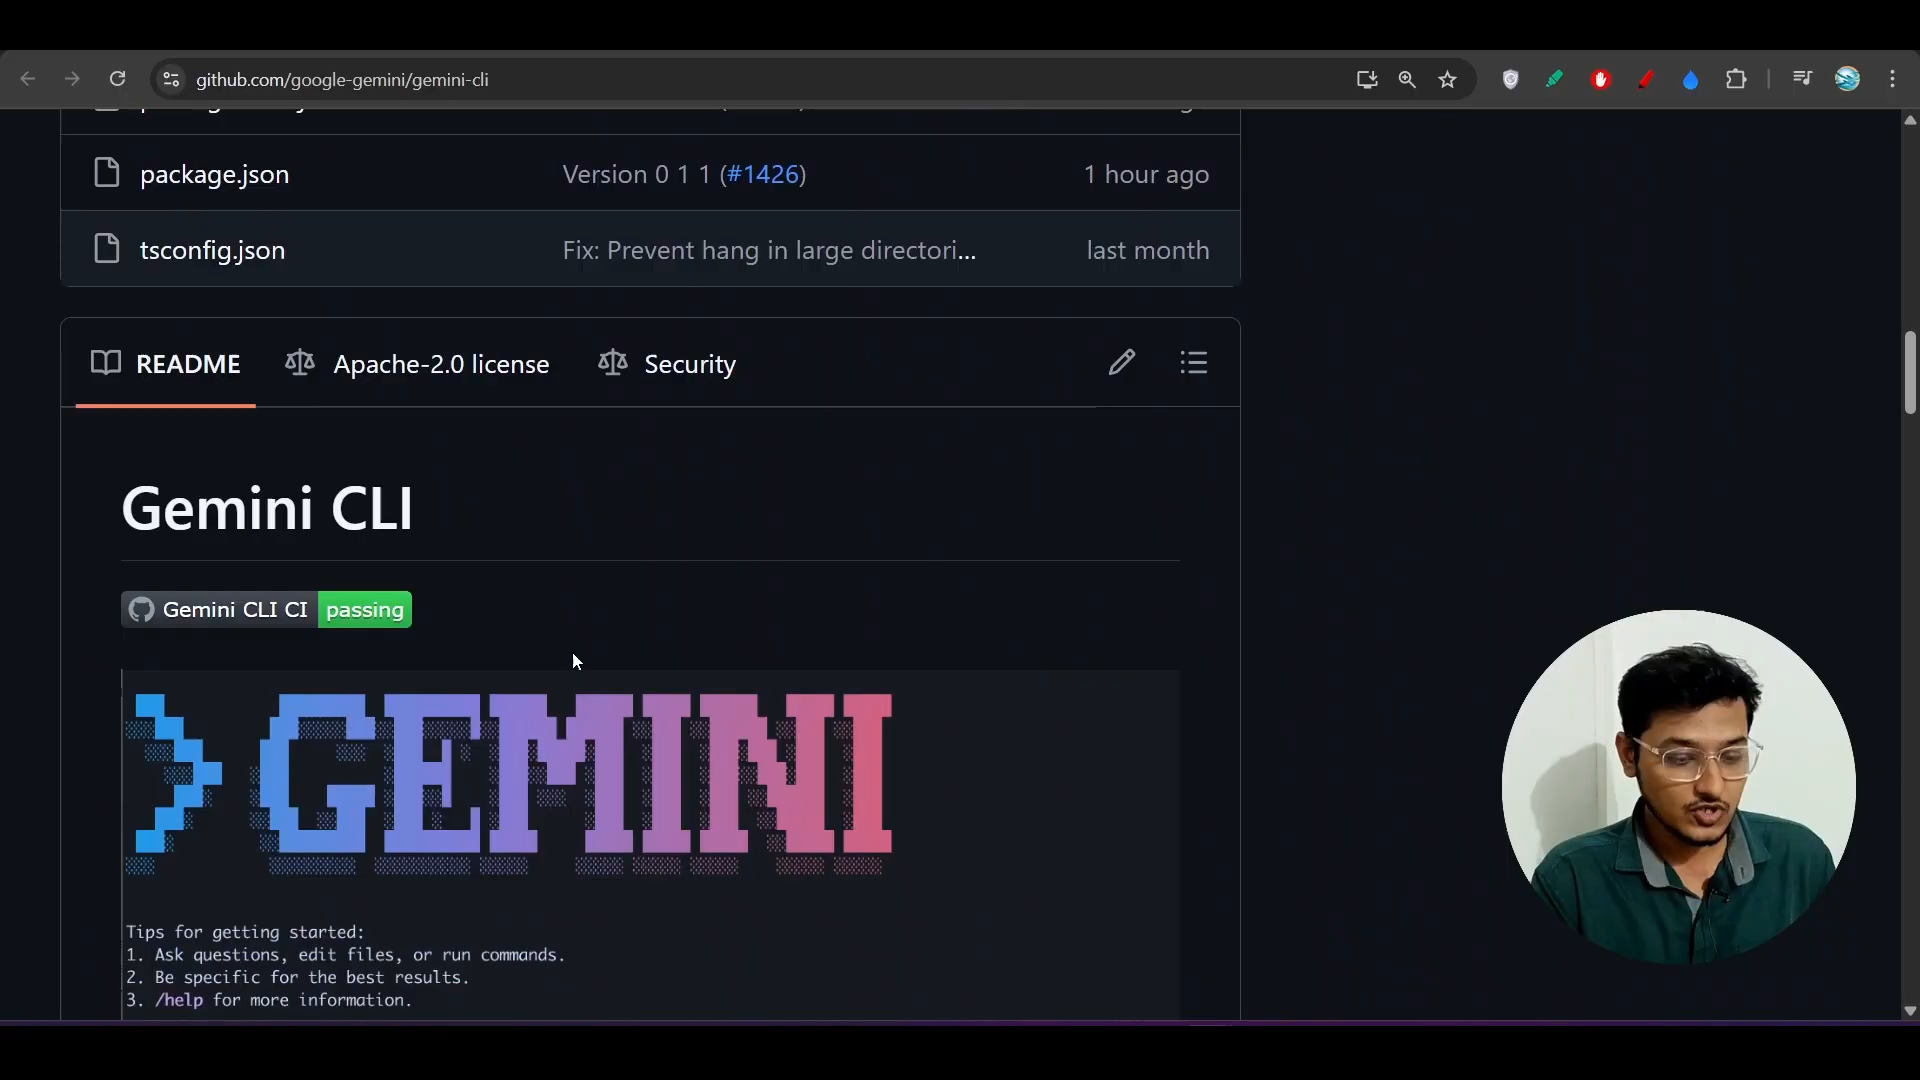 github.com/google-gemini/gemini-cli
package.json Version 0 1 1 (#1426) 1 hour ago
tsconfig.json Fix: Prevent hang in large directori... last month
README Apache-2.0 license Security
Gemini CLI
Gemini CLI CI passing
> GEMINI
Tips for getting started:
1. Ask questions, edit files, or run commands.
2. Be specific for the best results.
3. /help for more information.